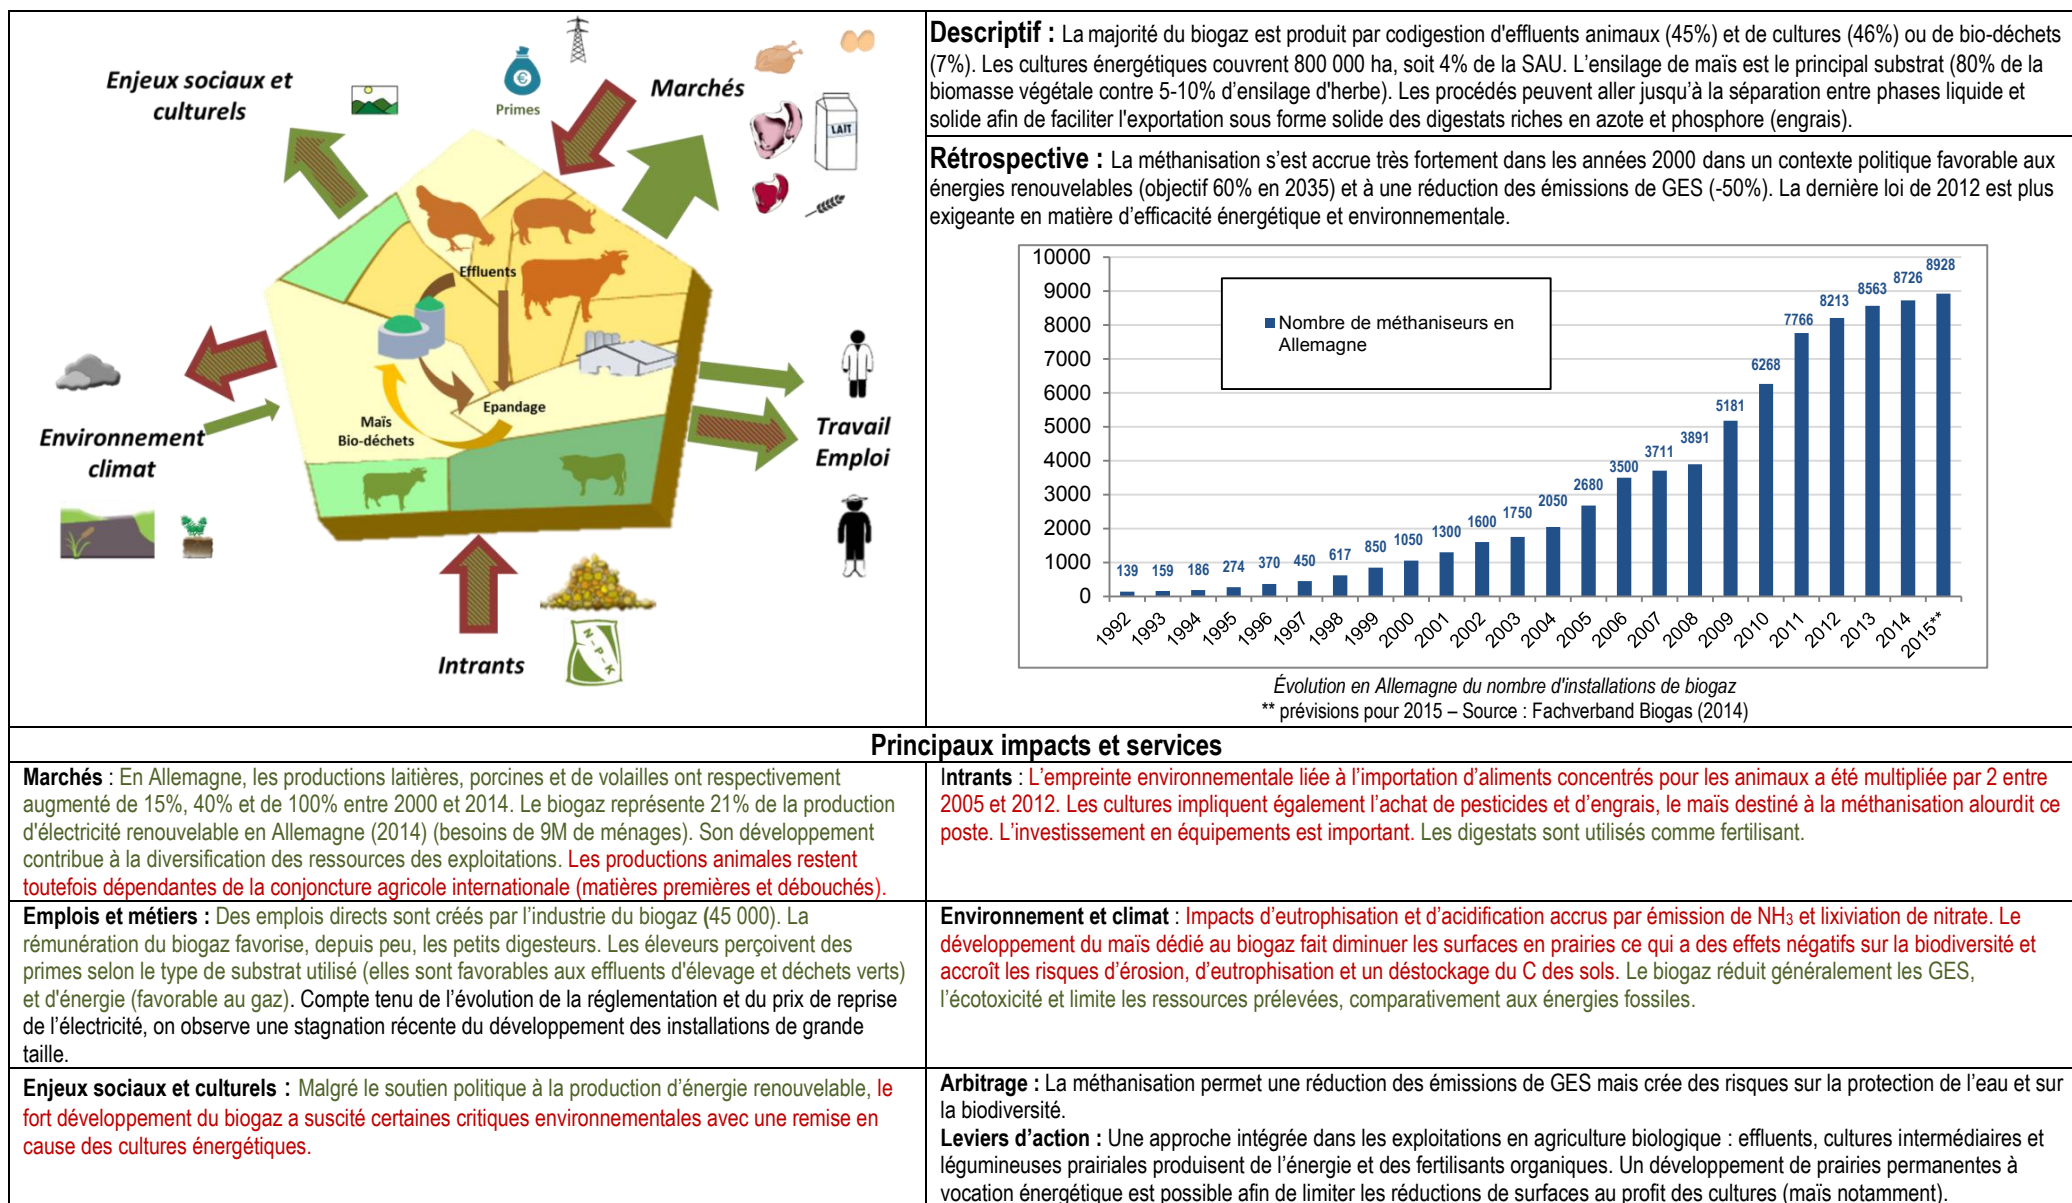 Enjeux sociaux et
culturels
Primes
Marchés
LAIT
Effluents
Epandage
Maïs
Bio-déchets
Environnement
climat
Travail
Emploi
Intrants
N-P-K
Descriptif : La majorité du biogaz est produit par codigestion d'effluents animaux (45%) et de cultures (46%) ou de bio-déchets
(7%). Les cultures énergétiques couvrent 800 000 ha, soit 4% de la SAU. L'ensilage de maïs est le principal substrat (80% de la
biomasse végétale contre 5-10% d'ensilage d'herbe). Les procédés peuvent aller jusqu'à la séparation entre phases liquide et
solide afin de faciliter l'exportation sous forme solide des digestats riches en azote et phosphore (engrais).
Rétrospective : La méthanisation s'est accrue très fortement dans les années 2000 dans un contexte politique favorable aux
énergies renouvelables (objectif 60% en 2035) et à une réduction des émissions de GES (-50%). La dernière loi de 2012 est plus
exigeante en matière d'efficacité énergétique et environnementale.
10000
9000
8000
7000
6000
5000
4000
3000
2000
1000
0
Nombre de méthaniseurs en
Allemagne
139 159 186 274 370 450 617 850 1050 1300 1600 1750 2050 2680 3500 3711 3891 5181 6268 7766 8213 8563 8726 8928
1992 1993 1994 1995 1996 1997 1998 1999 2000 2001 2002 2003 2004 2005 2006 2007 2008 2009 2010 2011 2012 2013 2014 2015**
Évolution en Allemagne du nombre d'installations de biogaz
** prévisions pour 2015 – Source : Fachverband Biogas (2014)
Principaux impacts et services
Marchés : En Allemagne, les productions laitières, porcines et de volailles ont respectivement
augmenté de 15%, 40% et de 100% entre 2000 et 2014. Le biogaz représente 21% de la production
d'électricité renouvelable en Allemagne (2014) (besoins de 9M de ménages). Son développement
contribue à la diversification des ressources des exploitations. Les productions animales restent
toutefois dépendantes de la conjoncture agricole internationale (matières premières et débouchés).
Intrants : L'empreinte environnementale liée à l'importation d'aliments concentrés pour les animaux a été multipliée par 2 entre
2005 et 2012. Les cultures impliquent également l'achat de pesticides et d'engrais, le maïs destiné à la méthanisation alourdit ce
poste. L'investissement en équipements est important. Les digestats sont utilisés comme fertilisant.
Emplois et métiers : Des emplois directs sont créés par l'industrie du biogaz (45 000). La
rémunération du biogaz favorise, depuis peu, les petits digesteurs. Les éleveurs perçoivent des
primes selon le type de substrat utilisé (elles sont favorables aux effluents d'élevage et déchets verts)
et d'énergie (favorable au gaz). Compte tenu de l'évolution de la réglementation et du prix de reprise
de l'électricité, on observe une stagnation récente du développement des installations de grande
taille.
Environnement et climat : Impacts d'eutrophisation et d'acidification accrus par émission de NH3 et lixiviation de nitrate. Le
développement du maïs dédié au biogaz fait diminuer les surfaces en prairies ce qui a des effets négatifs sur la biodiversité et
accroît les risques d'érosion, d'eutrophisation et un déstockage du C des sols. Le biogaz réduit généralement les GES,
l'écotoxicité et limite les ressources prélevées, comparativement aux énergies fossiles.
Enjeux sociaux et culturels : Malgré le soutien politique à la production d'énergie renouvelable, le
fort développement du biogaz a suscité certaines critiques environnementales avec une remise en
cause des cultures énergétiques.
Arbitrage : La méthanisation permet une réduction des émissions de GES mais crée des risques sur la protection de l'eau et sur
la biodiversité.
Leviers d'action : Une approche intégrée dans les exploitations en agriculture biologique : effluents, cultures intermédiaires et
légumineuses prairiales produisent de l'énergie et des fertilisants organiques. Un développement de prairies permanentes à
vocation énergétique est possible afin de limiter les réductions de surfaces au profit des cultures (maïs notamment).